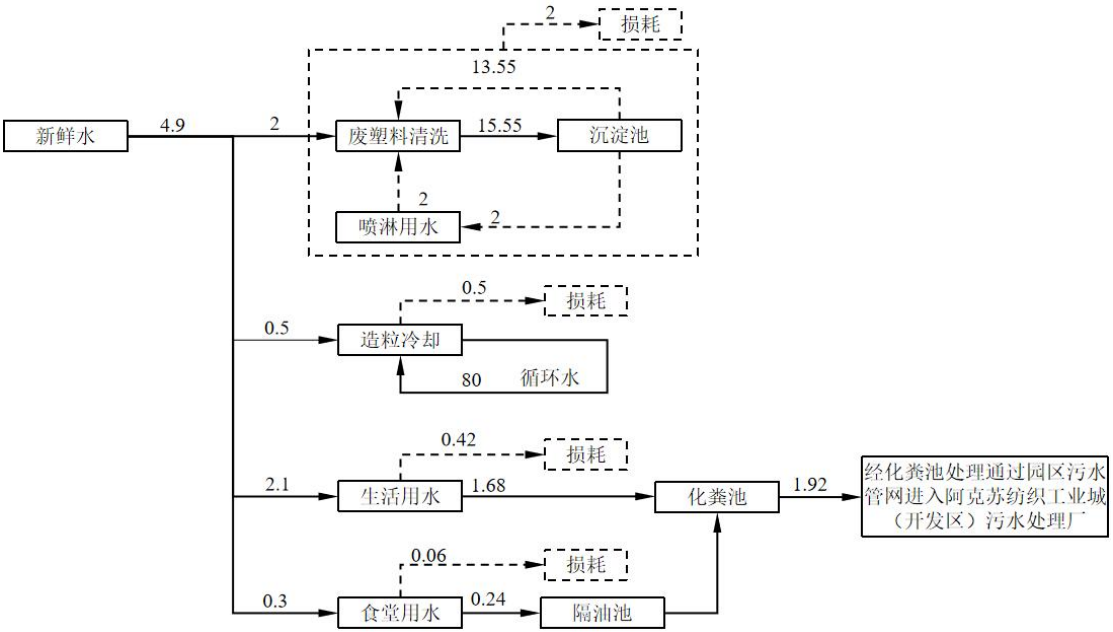 2
损耗
13.55
新鲜水
4.9
2
废塑料清洗
15.55
沉淀池
2
喷淋用水
2
0.5
损耗
0.5
造粒冷却
80
循环水
0.42
损耗
2.1
生活用水
1.68
化粪池
1.92
经化粪池处理通过园区污水
管网进入阿克苏纺织工业城
（开发区）污水处理厂
0.06
损耗
0.3
食堂用水
0.24
隔油池